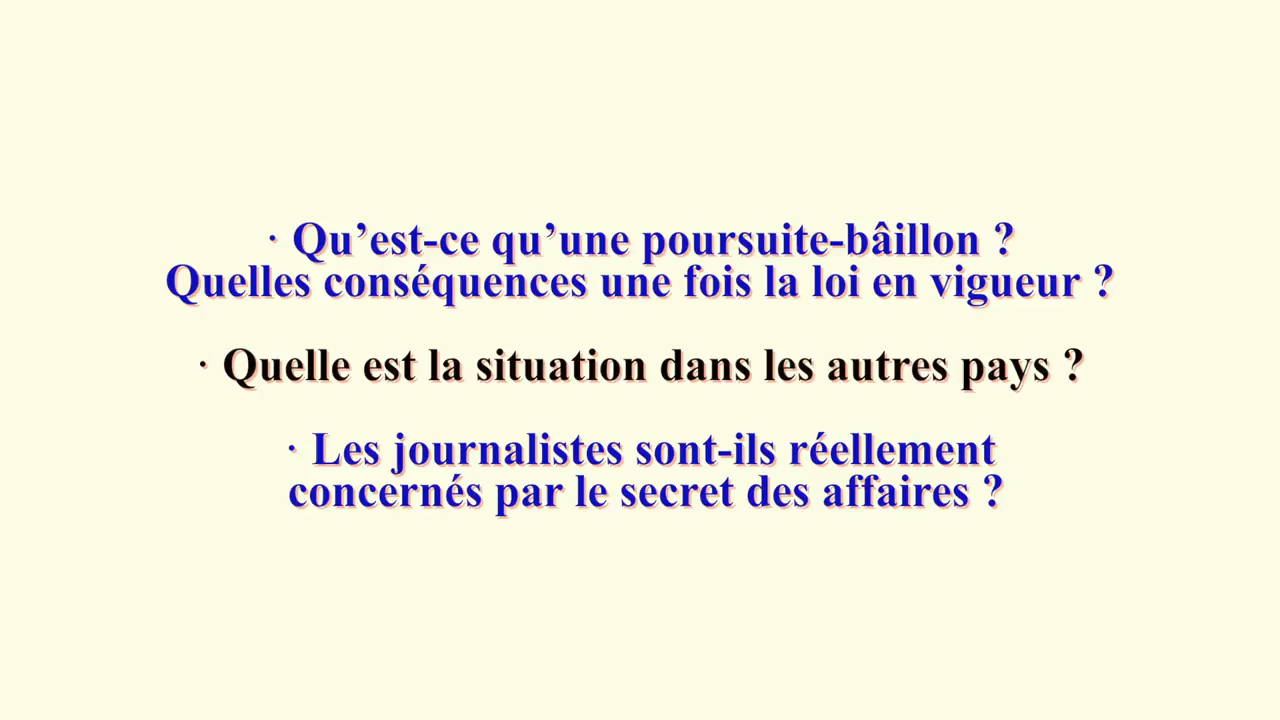 · Qu’est-ce qu’une poursuite-bâillon ?
Quelles conséquences une fois la loi en vigueur ?
· Quelle est la situation dans les autres pays ?
· Les journalistes sont-ils réellement
concernés par le secret des affaires ?